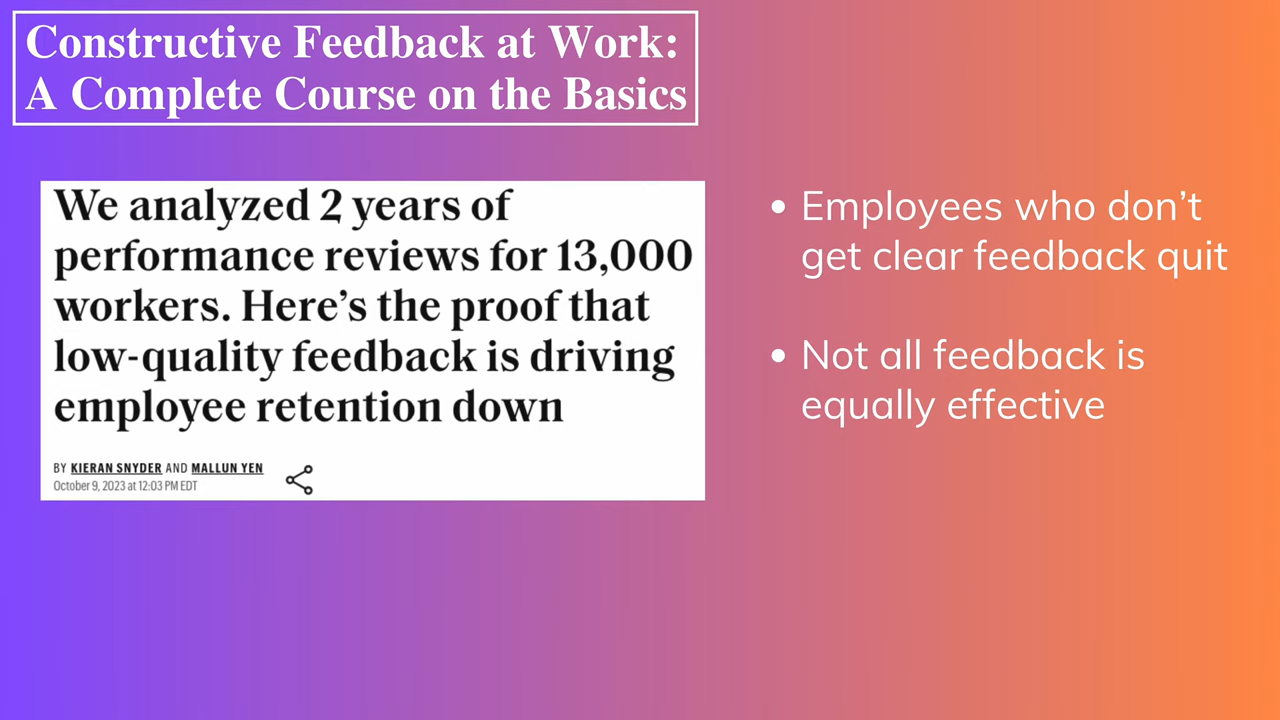 Constructive Feedback at Work:
A Complete Course on the Basics
We analyzed 2 years of
performance reviews for 13,000
workers. Here’s the proof that
low-quality feedback is driving
employee retention down
BY KIERAN SNYDER AND MALLUN YEN
October 9, 2023 at 12:03 PM EDT
• Employees who don’t
get clear feedback quit
• Not all feedback is
equally effective